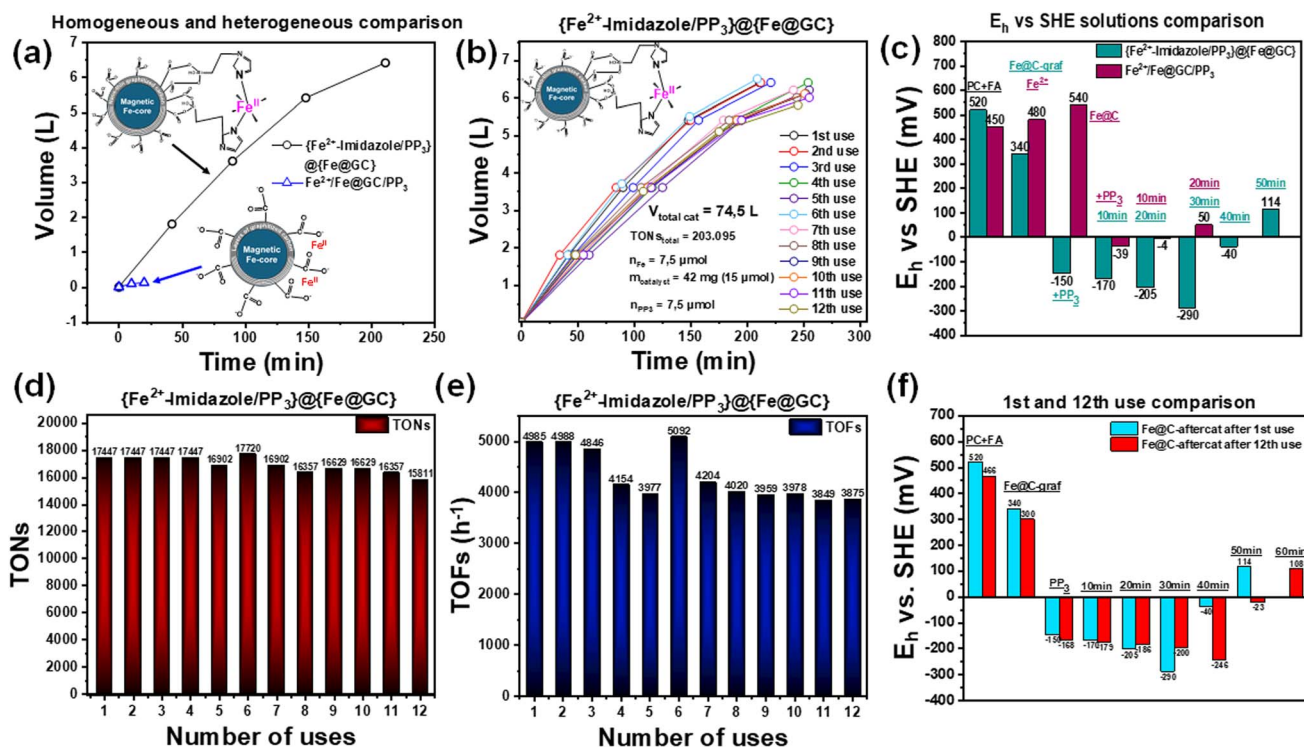 Homogeneous and heterogeneous comparison
(a)
Volume (L)
7
6
5
4
3
2
1
0
-1
Magnetic
Fe-core
Fe^II
{Fe²⁺-Imidazole/PP₃}
@{Fe@GC}
Fe²⁺/Fe@GC/PP₃
Magnetic
Fe-core
Fe^II
Fe^II
0
50
100
150
200
250
Time (min)
{Fe²⁺-Imidazole/PP₃}@{Fe@GC}
(b)
Volume (L)
7
6
5
4
3
2
1
Magnetic
Fe-core
Fe^II
V total cat = 74,5 L
TONs total = 203.095
n Fe = 7,5 μmol
m catalyst = 42 mg (15 μmol)
n PP3 = 7,5 μmol
1st use
2nd use
3rd use
4th use
5th use
6th use
7th use
8th use
9th use
10th use
11th use
12th use
0
50
100
150
200
250
300
Time (min)
E_h vs SHE solutions comparison
(c)
E_h vs SHE (mV)
800
700
600
500
400
300
200
100
0
-100
-200
-300
-400
{Fe²⁺-Imidazole/PP₃}@{Fe@GC}
Fe²⁺/Fe@GC/PP₃
PC+FA
520
450
Fe@C-graf
Fe²⁺
340
480
540
Fe@C
-150
+PP₃
+PP₃
10min
-170
-39
10min
20min
-205
-4
20min
30min
-290
50
40min
-40
50min
114
(d)
{Fe²⁺-Imidazole/PP₃}@{Fe@GC}
TONs
20000
18000
16000
14000
12000
10000
8000
6000
4000
2000
0
TONs
17447
17447
17447
17447
16902
17720
16902
16357
16629
16629
16357
15811
1 2 3 4 5 6 7 8 9 10 11 12
Number of uses
(e)
{Fe²⁺-Imidazole/PP₃}@{Fe@GC}
TOFs (h⁻¹)
5000
4000
3000
2000
1000
0
TOFs
4985
4988
4846
4154
3977
5092
4204
4020
3959
3978
3849
3875
1 2 3 4 5 6 7 8 9 10 11 12
Number of uses
(f)
1st and 12th use comparison
E_h vs. SHE (mV)
700
600
500
400
300
200
100
0
-100
-200
-300
-400
Fe@C-aftercat after 1st use
Fe@C-aftercat after 12th use
PC+FA
520
466
Fe@C-graf
340
300
PP₃
-150
-168
10min
-170
-179
20min
-205
-186
30min
-290
-200
40min
-40
-246
50min
114
-23
60min
108